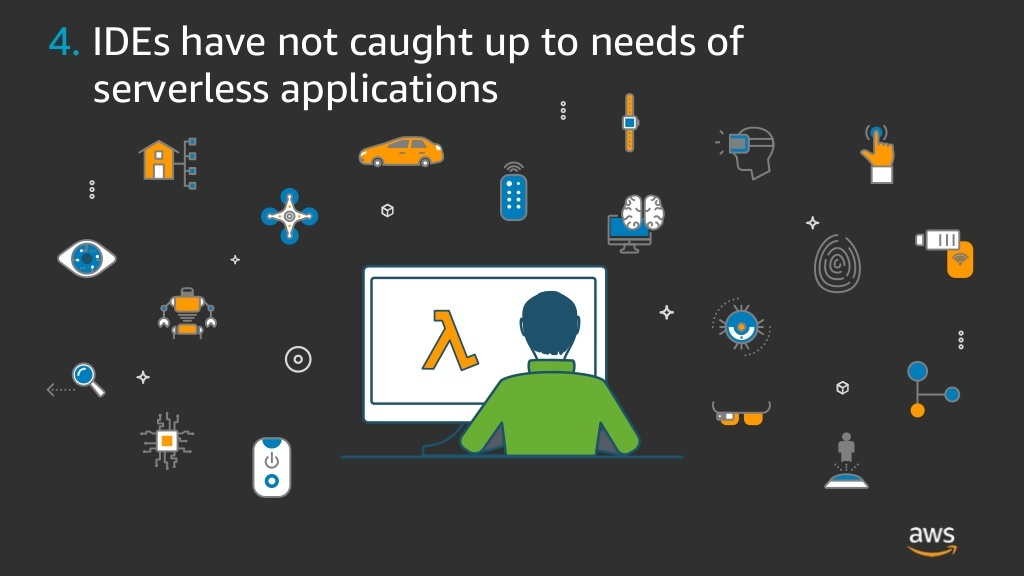 4. IDEs have not caught up to needs of
serverless applications
λ
aws